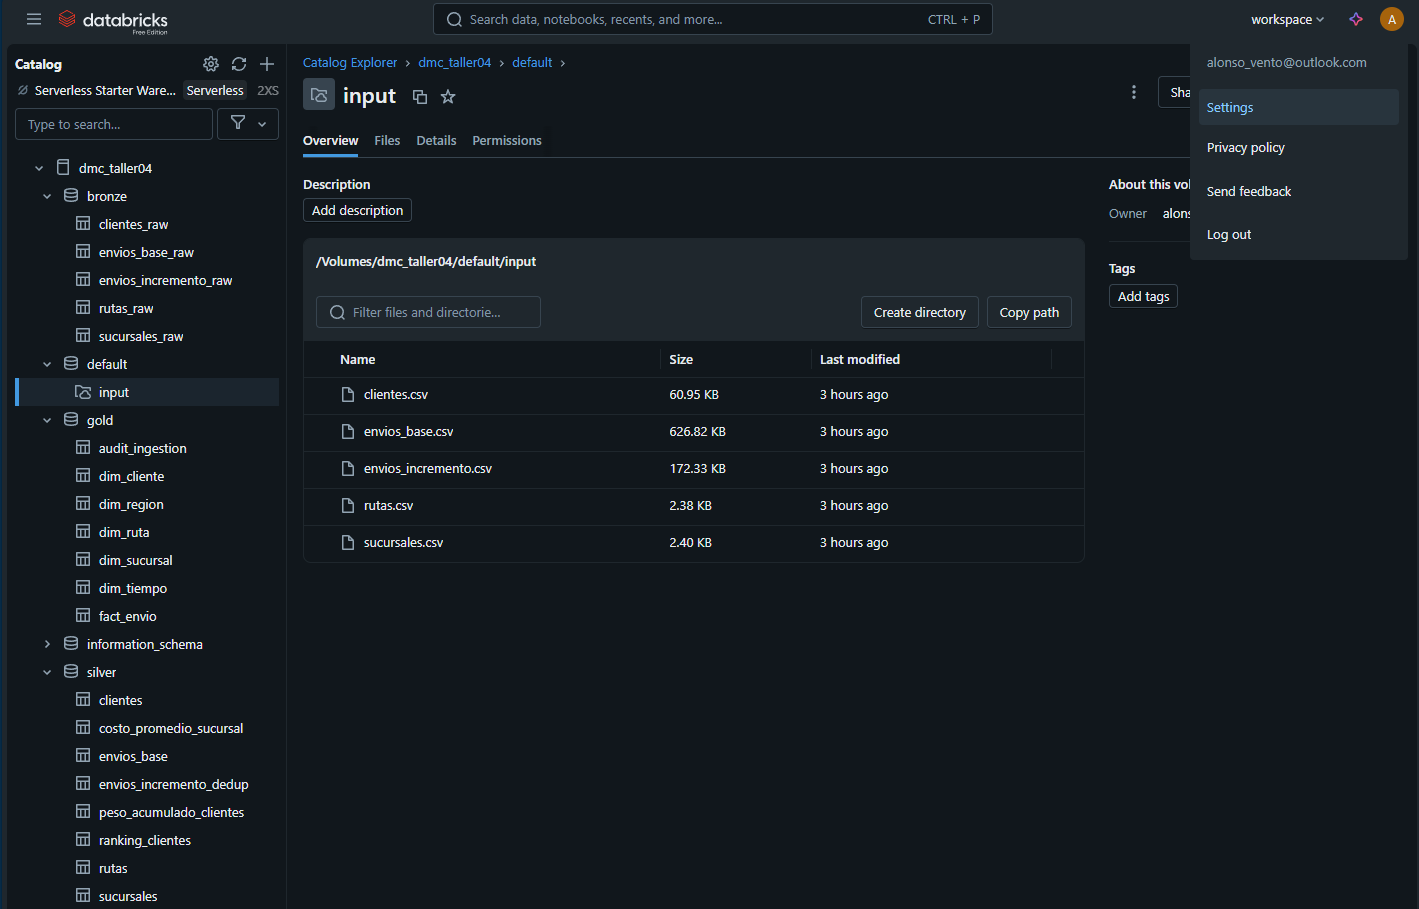 databricks
Free Edition
Search data, notebooks, recents, and more...
CTRL + P
workspace
A
Catalog
Serverless Starter Ware...
Serverless
2XS
Type to search...
dmc_taller04
bronze
clientes_raw
envios_base_raw
envios_incremento_raw
rutas_raw
sucursales_raw
default
input
gold
audit_ingestion
dim_cliente
dim_region
dim_ruta
dim_sucursal
dim_tiempo
fact_envio
information_schema
silver
clientes
costo_promedio_sucursal
envios_base
envios_incremento_dedup
peso_acumulado_clientes
ranking_clientes
rutas
sucursales
Catalog Explorer > dmc_taller04 > default >
input
Sha
Overview Files Details Permissions
Description
Add description
/Volumes/dmc_taller04/default/input
Filter files and directorie...
Create directory
Copy path
Name Size Last modified
clientes.csv 60.95 KB 3 hours ago
envios_base.csv 626.82 KB 3 hours ago
envios_incremento.csv 172.33 KB 3 hours ago
rutas.csv 2.38 KB 3 hours ago
sucursales.csv 2.40 KB 3 hours ago
About this vol
Owner alons
Tags
Add tags
alonso_vento@outlook.com
Settings
Privacy policy
Send feedback
Log out